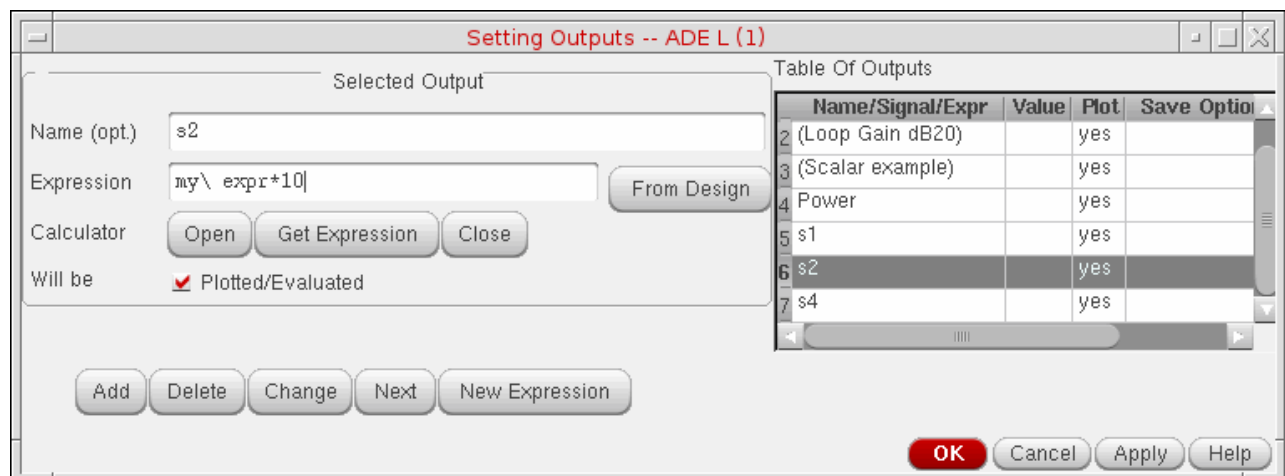 Setting Outputs -- ADE L (1)
Selected Output
Name (opt.) s2
Expression my\ expr*10 From Design
Calculator Open Get Expression Close
Will be Plotted/Evaluated
Table Of Outputs
Name/Signal/Expr Value Plot Save Option
2 (Loop Gain dB20) yes
3 (Scalar example) yes
4 Power yes
5 s1 yes
6 s2 yes
7 s4 yes
Add Delete Change Next New Expression
OK Cancel Apply Help